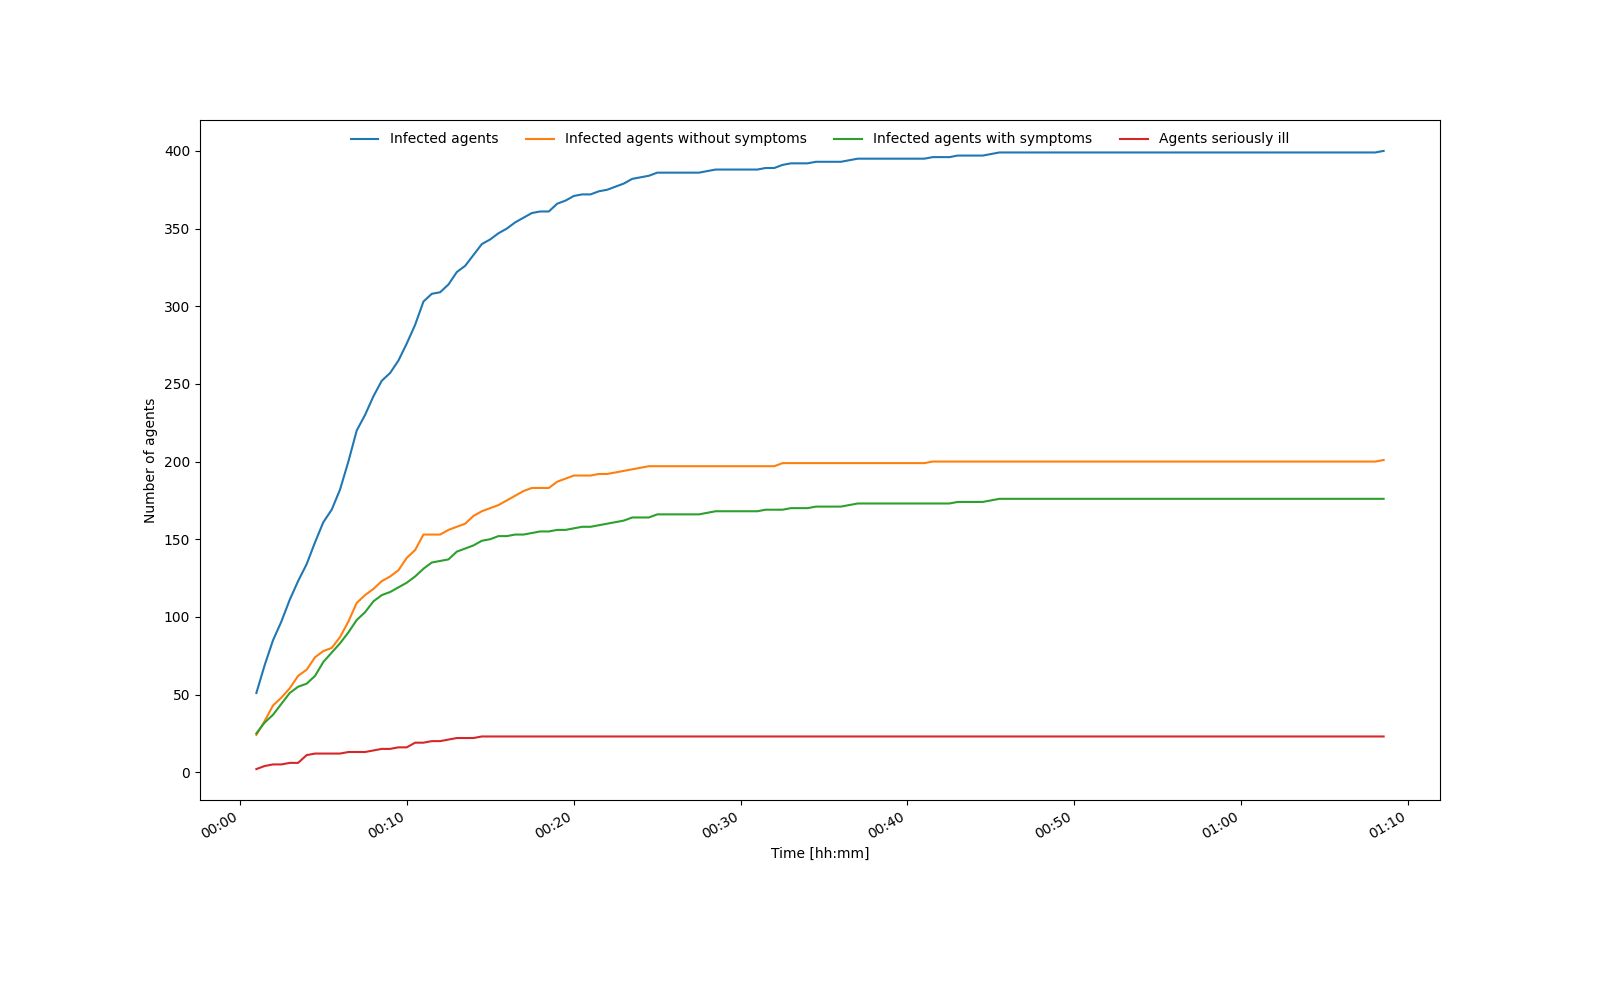 Infected agents
Infected agents without symptoms
Infected agents with symptoms
Agents seriously ill
400
350
300
250
200
150
100
50
0
Number of agents
00:00
00:10
00:20
00:30
00:40
00:50
01:00
01:10
Time [hh:mm]